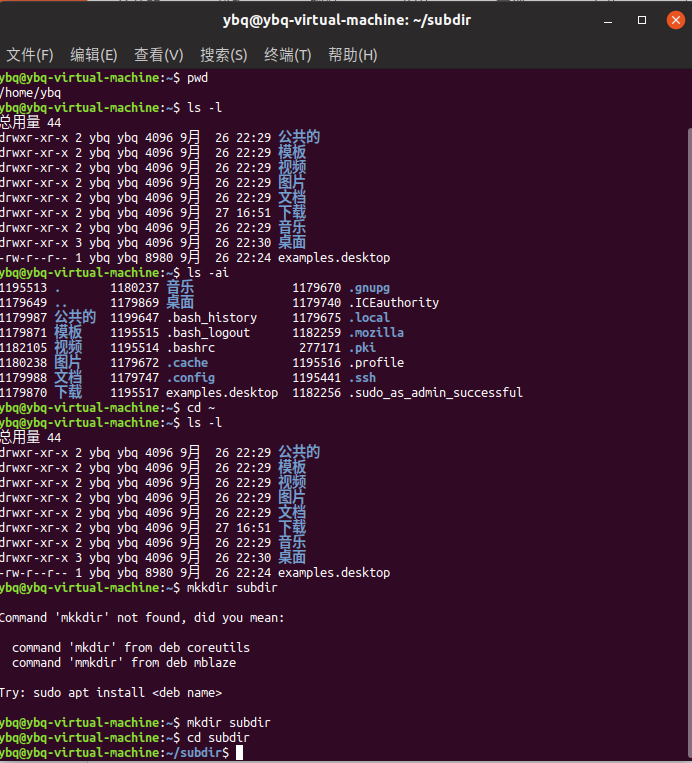 ybq@ybq-virtual-machine: ~/subdir
文件(F) 编辑(E) 查看(V) 搜索(S) 终端(T) 帮助(H)
ybq@ybq-virtual-machine:~$ pwd
/home/ybq
ybq@ybq-virtual-machine:~$ ls -l
总用量 44
drwxr-xr-x 2 ybq ybq 4096 9月  26 22:29 公共的
drwxr-xr-x 2 ybq ybq 4096 9月  26 22:29 模板
drwxr-xr-x 2 ybq ybq 4096 9月  26 22:29 视频
drwxr-xr-x 2 ybq ybq 4096 9月  26 22:29 图片
drwxr-xr-x 2 ybq ybq 4096 9月  26 22:29 文档
drwxr-xr-x 2 ybq ybq 4096 9月  27 16:51 下载
drwxr-xr-x 2 ybq ybq 4096 9月  26 22:29 音乐
drwxr-xr-x 3 ybq ybq 4096 9月  26 22:30 桌面
-rw-r--r-- 1 ybq ybq 8980 9月  26 22:24 examples.desktop
ybq@ybq-virtual-machine:~$ ls -ai
1195513 .       1180237 音乐              1179670 .gnupg
1179649 ..      1179869 桌面              1179740 .ICEauthority
1179987 公共的  1199647 .bash_history     1179675 .local
1179871 模板    1195515 .bash_logout      1182259 .mozilla
1182105 视频    1195514 .bashrc            277171 .pki
1180238 图片    1179672 .cache            1195516 .profile
1179988 文档    1179747 .config           1195441 .ssh
1179870 下载    1195517 examples.desktop  1182256 .sudo_as_admin_successful
ybq@ybq-virtual-machine:~$ cd ~
ybq@ybq-virtual-machine:~$ ls -l
总用量 44
drwxr-xr-x 2 ybq ybq 4096 9月  26 22:29 公共的
drwxr-xr-x 2 ybq ybq 4096 9月  26 22:29 模板
drwxr-xr-x 2 ybq ybq 4096 9月  26 22:29 视频
drwxr-xr-x 2 ybq ybq 4096 9月  26 22:29 图片
drwxr-xr-x 2 ybq ybq 4096 9月  26 22:29 文档
drwxr-xr-x 2 ybq ybq 4096 9月  27 16:51 下载
drwxr-xr-x 2 ybq ybq 4096 9月  26 22:29 音乐
drwxr-xr-x 3 ybq ybq 4096 9月  26 22:30 桌面
-rw-r--r-- 1 ybq ybq 8980 9月  26 22:24 examples.desktop
ybq@ybq-virtual-machine:~$ mkkdir subdir
Command 'mkkdir' not found, did you mean:
command 'mkdir' from deb coreutils
command 'mmkdir' from deb mblaze
Try: sudo apt install <deb name>
ybq@ybq-virtual-machine:~$ mkdir subdir
ybq@ybq-virtual-machine:~$ cd subdir
ybq@ybq-virtual-machine:~/subdir$